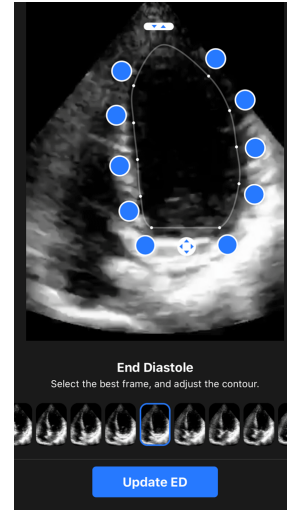 End Diastole
Select the best frame, and adjust the contour.
Update ED